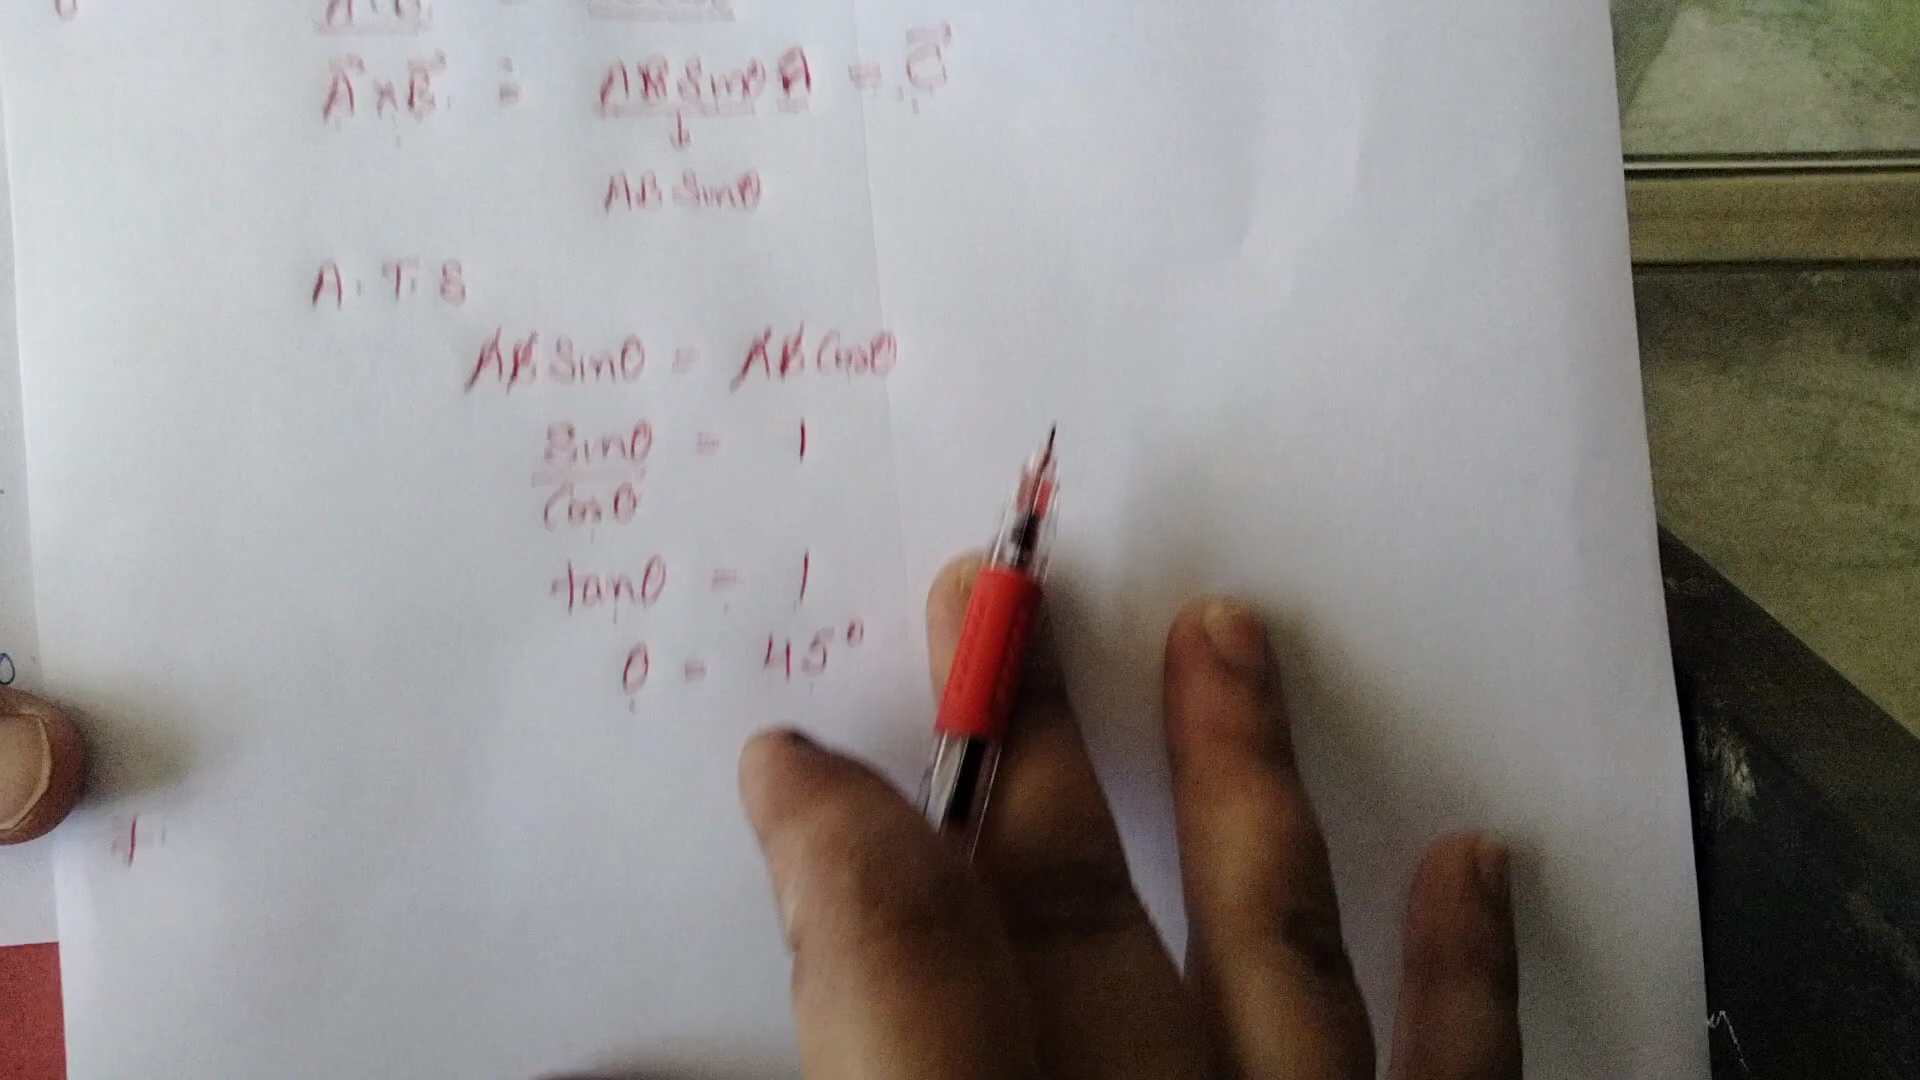 A⃗ × B⃗ = AB Sinθ n̂ = C⃗
↓
AB Sinθ
A.T.S
AB Sinθ = AB Cosθ
Sinθ = 1
Cosθ
tanθ = 1
θ = 45°